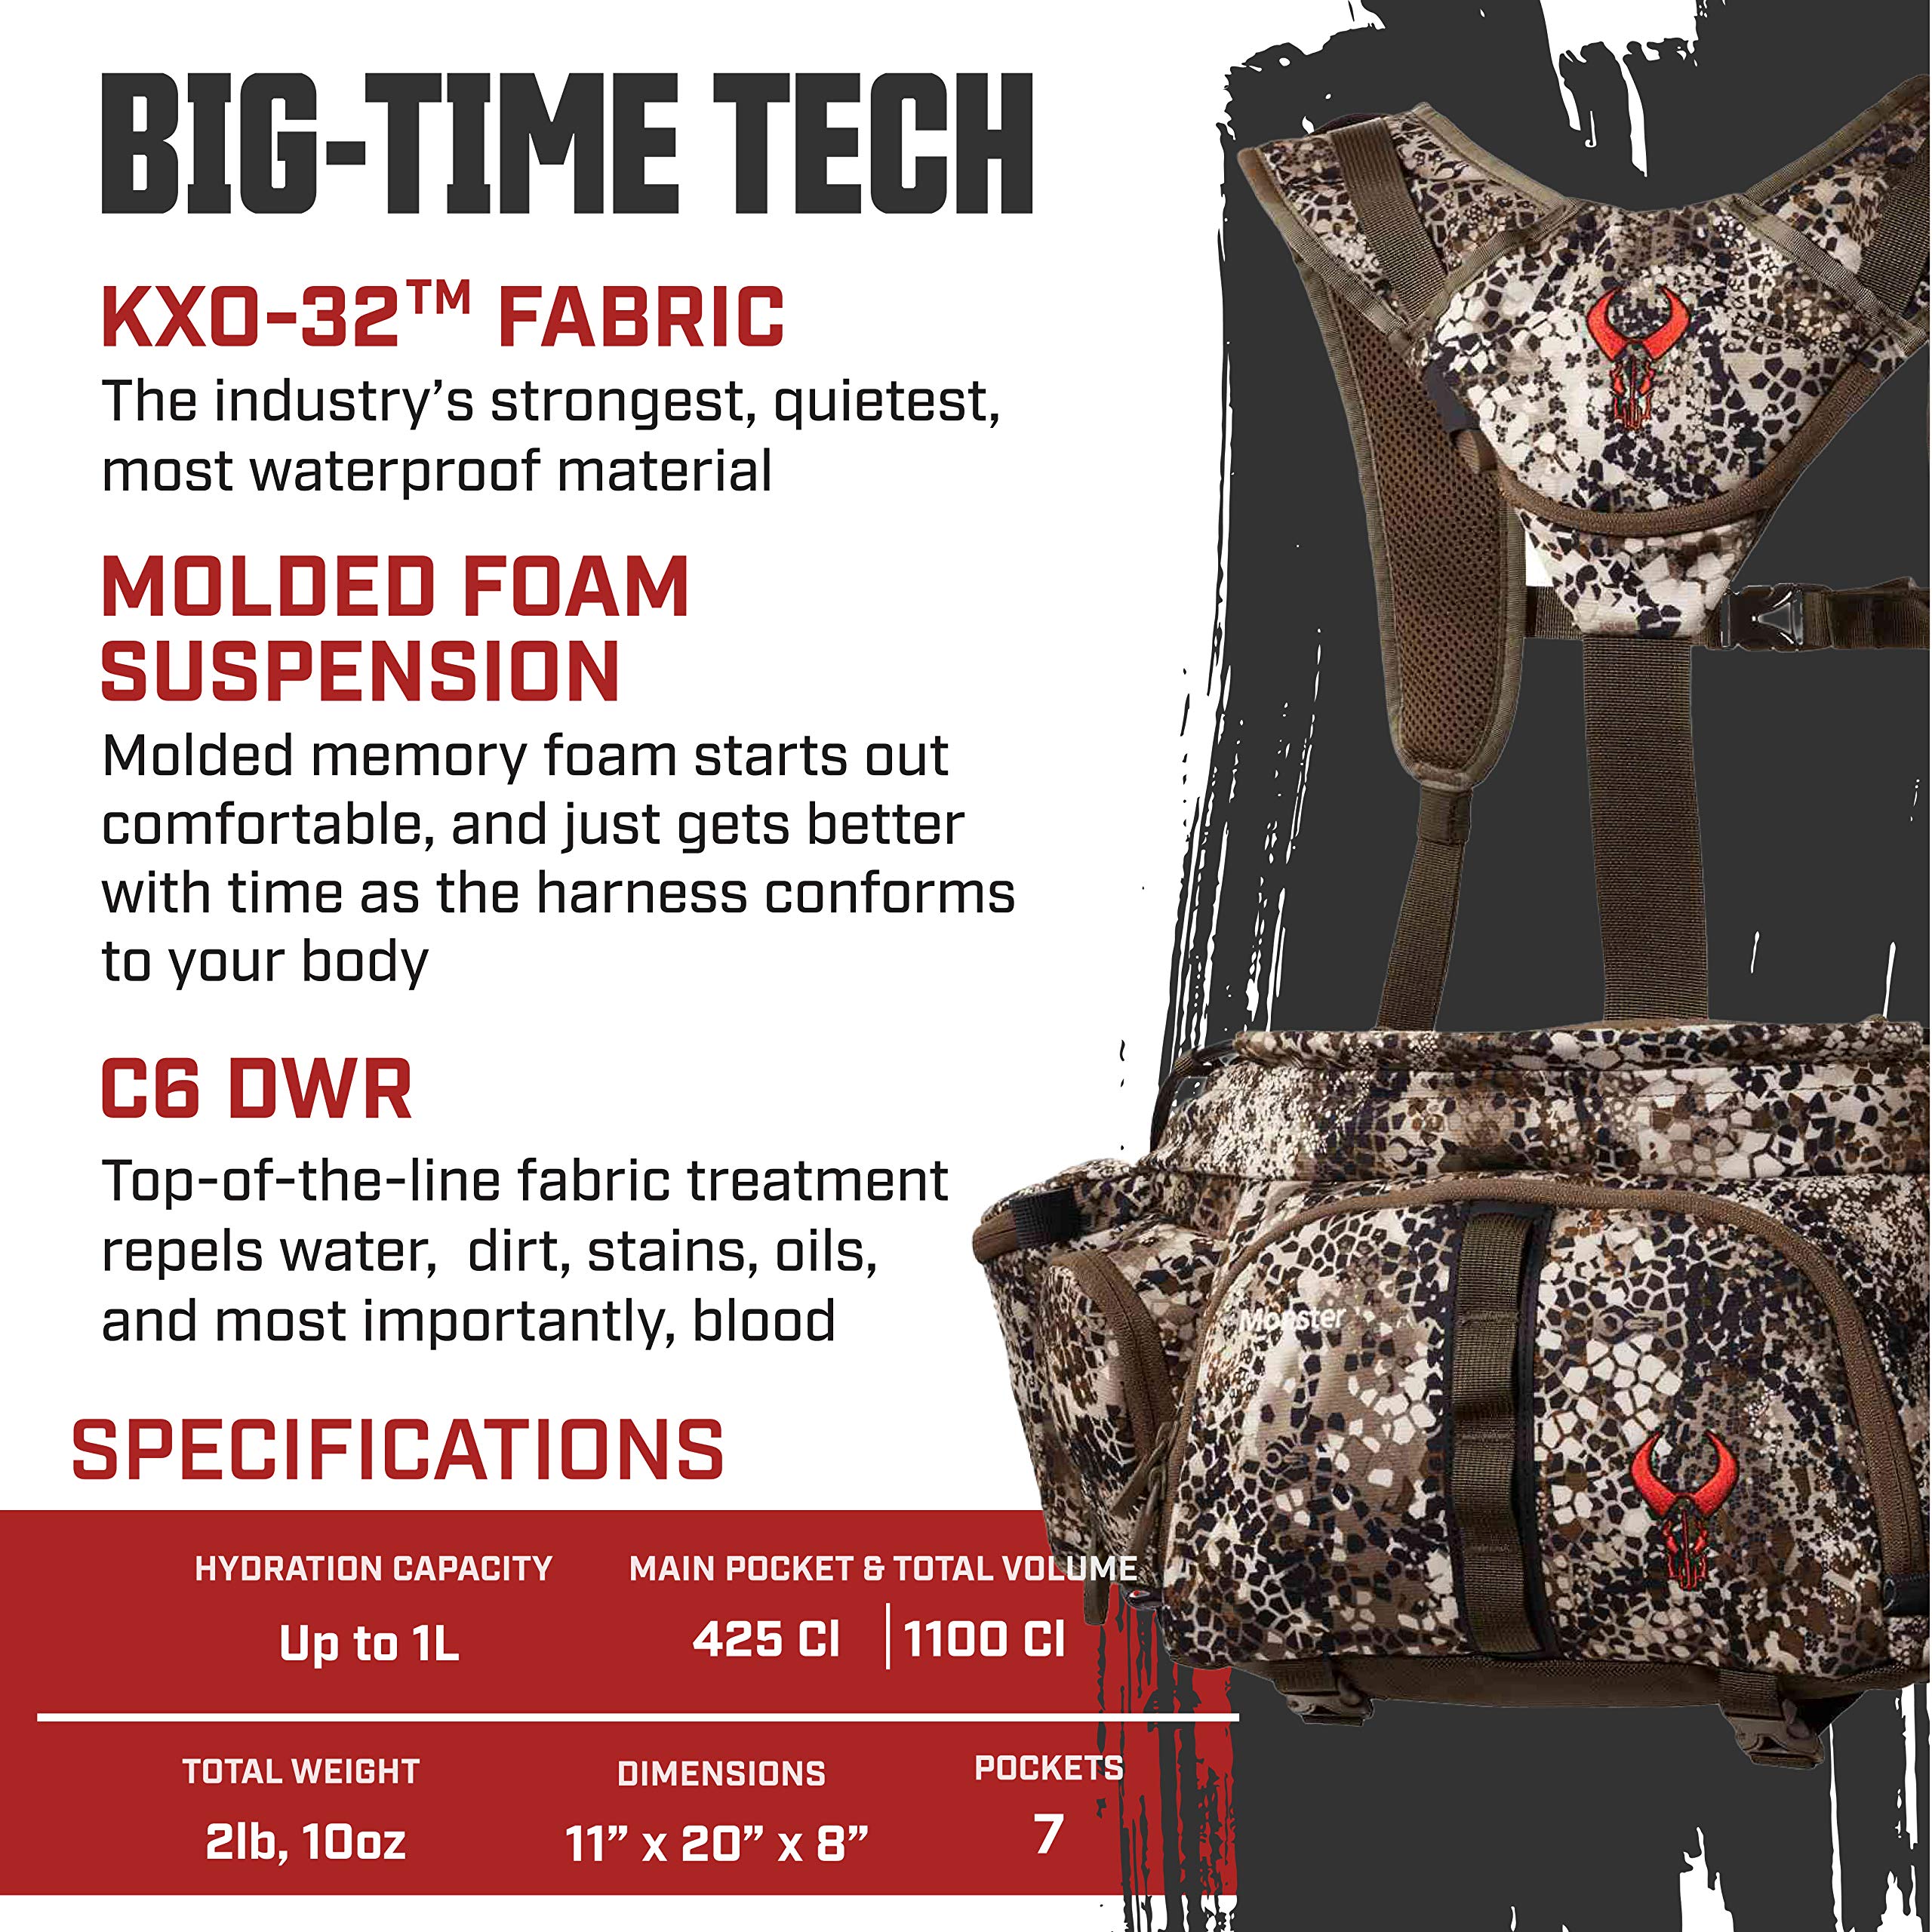 BIG-TIME TECH
KXO-32™ FABRIC
The industry’s strongest, quietest,
most waterproof material
MOLDED FOAM
SUSPENSION
Molded memory foam starts out
comfortable, and just gets better
with time as the harness conforms
to your body
C6 DWR
Top-of-the-line fabric treatment
repels water, dirt, stains, oils,
and most importantly, blood
Monster
SPECIFICATIONS
HYDRATION CAPACITY
Up to 1L
MAIN POCKET & TOTAL VOLUME
425 CI | 1100 CI
TOTAL WEIGHT
2lb, 10oz
DIMENSIONS
11” x 20” x 8”
POCKETS
7